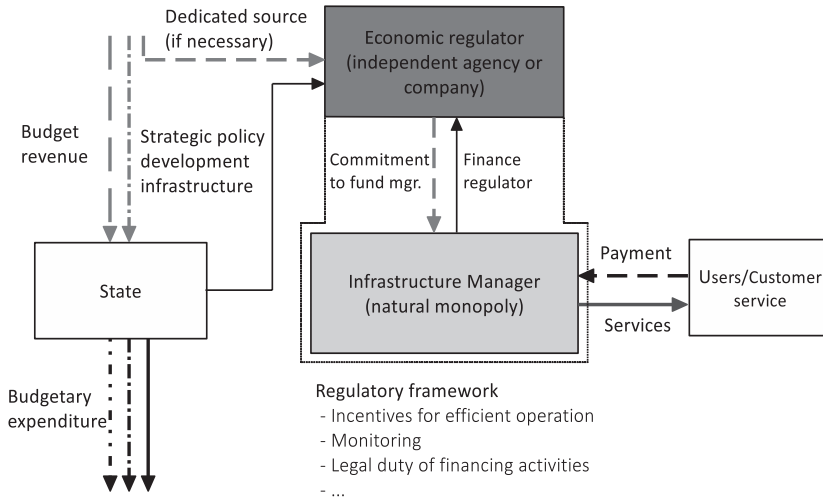 Dedicated source
(if necessary)
Economic regulator
(independent agency or
company)
Budget
revenue
Strategic policy
development
infrastructure
Commitment
to fund mgr.
Finance
regulator
State
Infrastructure Manager
(natural monopoly)
Payment
Users/Customer
service
Services
Budgetary
expenditure
Regulatory framework
- Incentives for efficient operation
- Monitoring
- Legal duty of financing activities
- ...